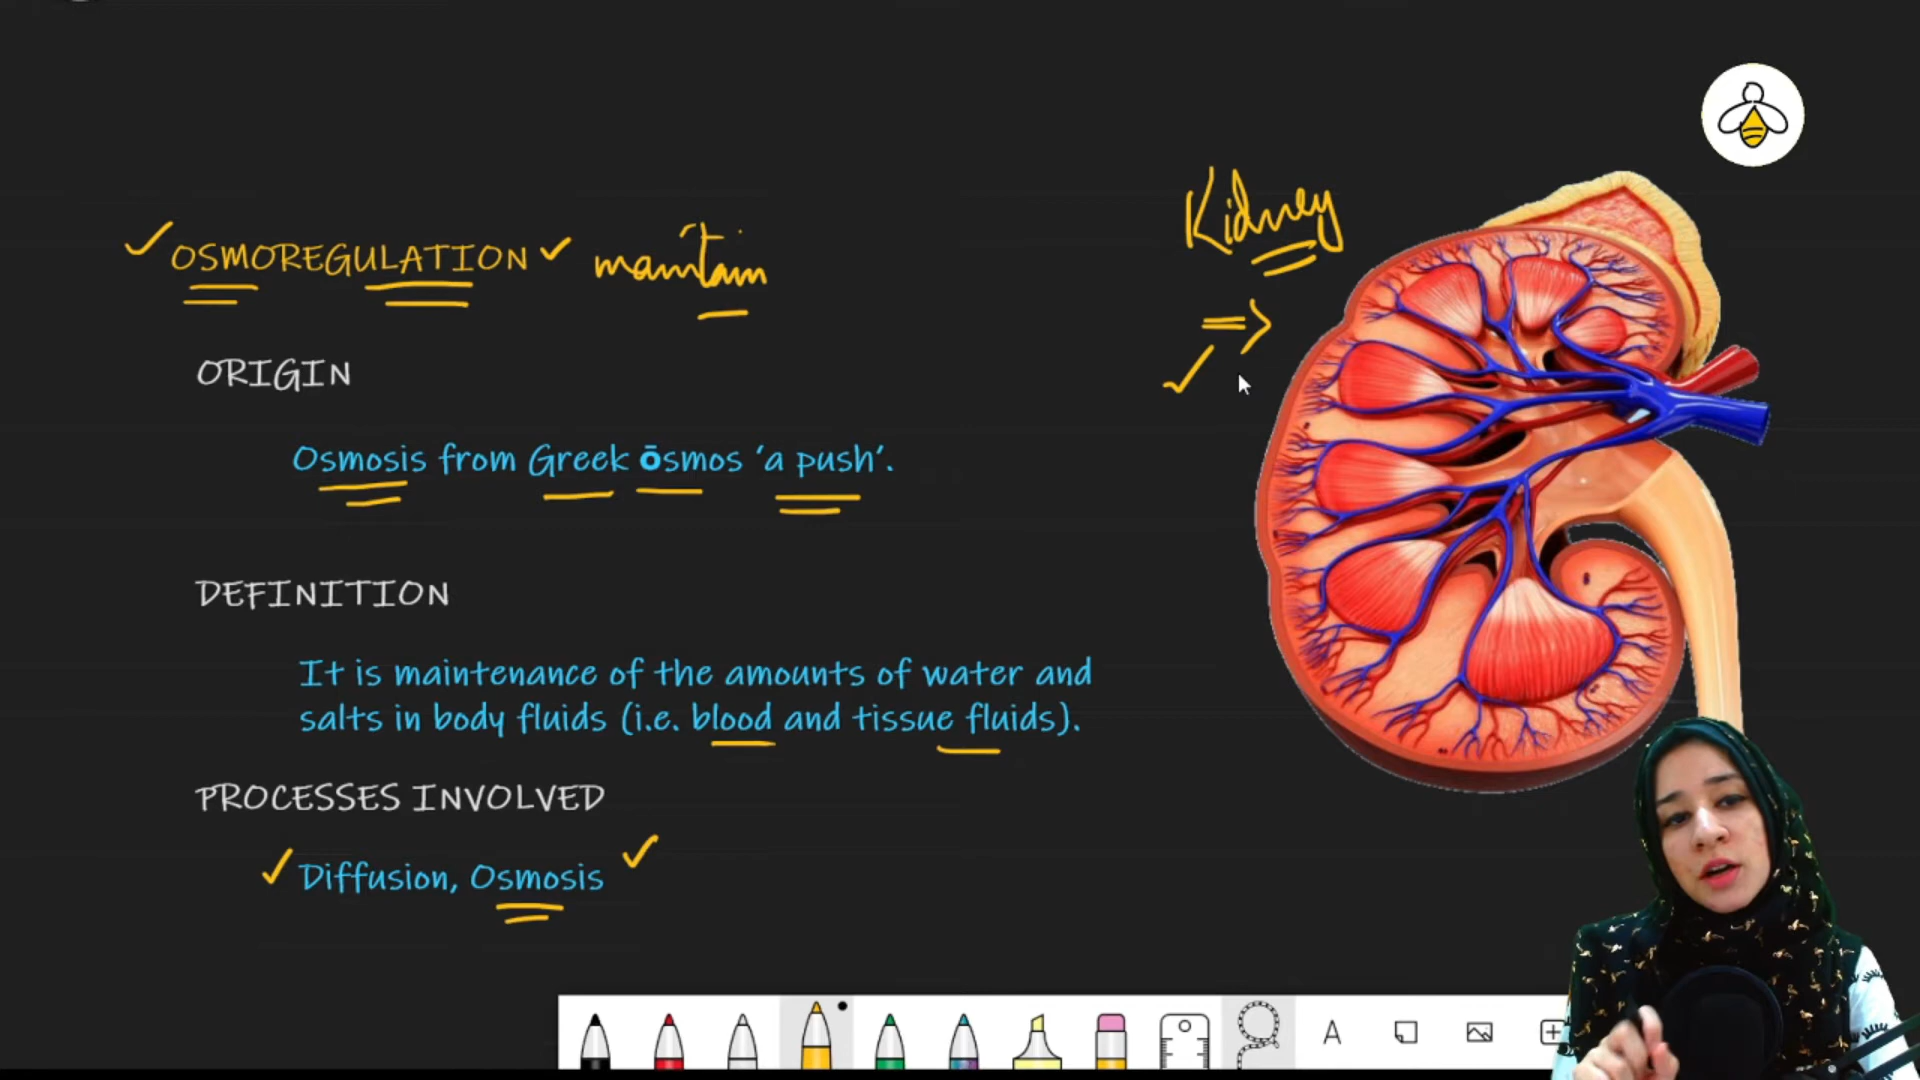 OSMOREGULATION maintain
Kidney
ORIGIN
Osmosis from Greek ōsmos ‘a push’.
DEFINITION
It is maintenance of the amounts of water and
salts in body fluids (i.e. blood and tissue fluids).
PROCESSES INVOLVED
Diffusion, Osmosis
A